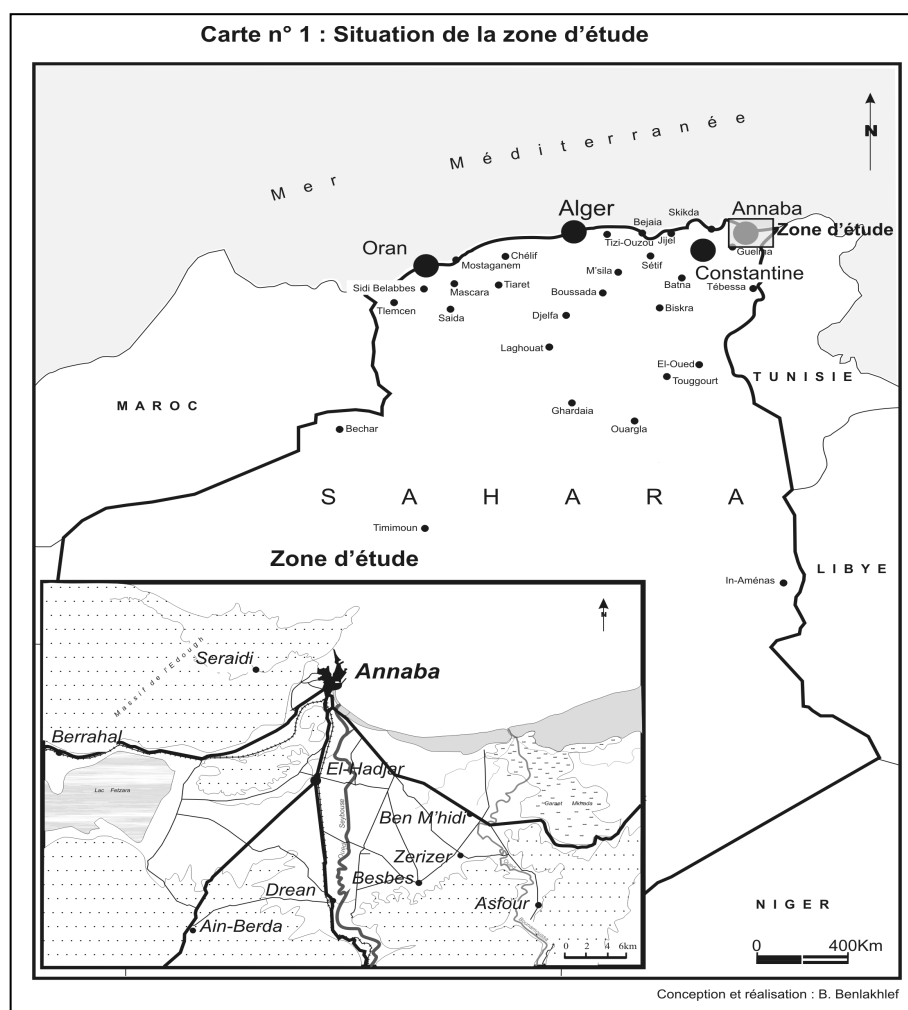 Carte n° 1 : Situation de la zone d'étude
Mer Méditerranée
N
Alger
Oran
Annaba
Zone d'étude
Constantine
Skikda
Bejaia
Jijel
Tizi-Ouzou
Guelma
Chélif
Mostaganem
Sétif
M'sila
Sidi Belabbes
Mascara
Tiaret
Boussada
Batna
Tébessa
Tlemcen
Saida
Djelfa
Biskra
Laghouat
El-Oued
Touggourt
TUNISIE
MAROC
Ghardaia
Ouargla
Bechar
SAHARA
Timimoun
LIBYE
In-Aménas
Zone d'étude
N
Massif de l'Edough
Seraidi
Annaba
Berrahal
Lac Fetzara
El-Hadjar
Seybouse
Ben M'hidi
Garaet Mkhada
Zerizer
Besbes
Drean
Asfour
Ain-Berda
0 2 4 6km
NIGER
0 400Km
Conception et réalisation : B. Benlakhlef